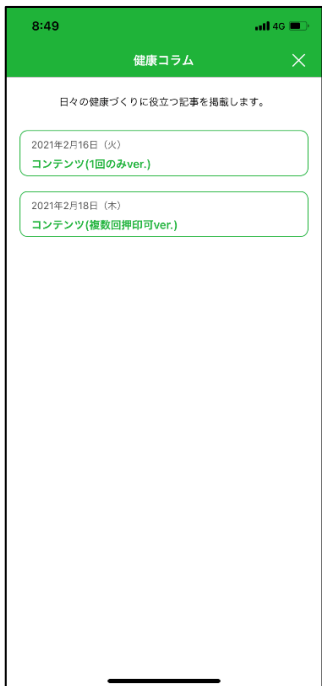 8:49
4G
健康コラム
日々の健康づくりに役立つ記事を掲載します。
2021年2月16日（火）
コンテンツ(1回のみver.)
2021年2月18日（木）
コンテンツ(複数回押印可ver.)